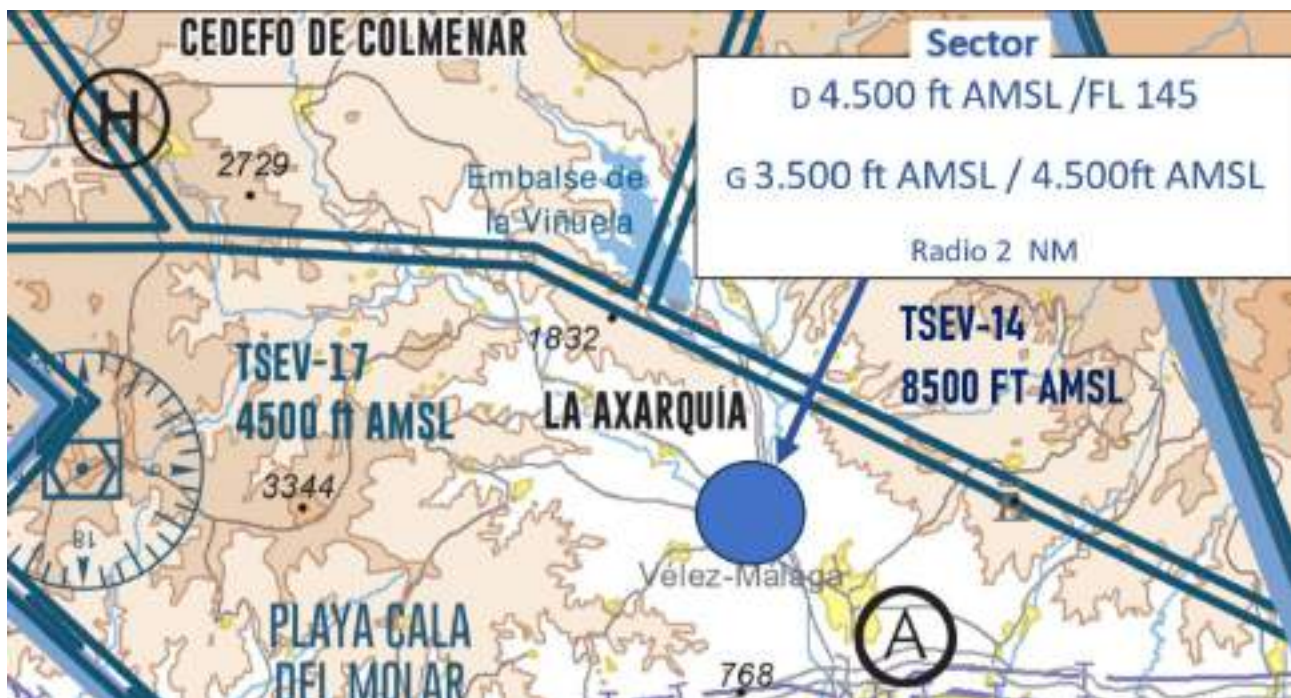 CEDEFO DE COLMENAR
Sector
D 4.500 ft AMSL /FL 145
G 3.500 ft AMSL / 4.500ft AMSL
Radio 2 NM
H
2729
Embalse de
la Viñuela
1832
TSEV-17
4500 ft AMSL
TSEV-14
8500 FT AMSL
LA AXARQUÍA
3344
18
E
Vélez-Málaga
A
PLAYA CALA
DEL MOLAR
768